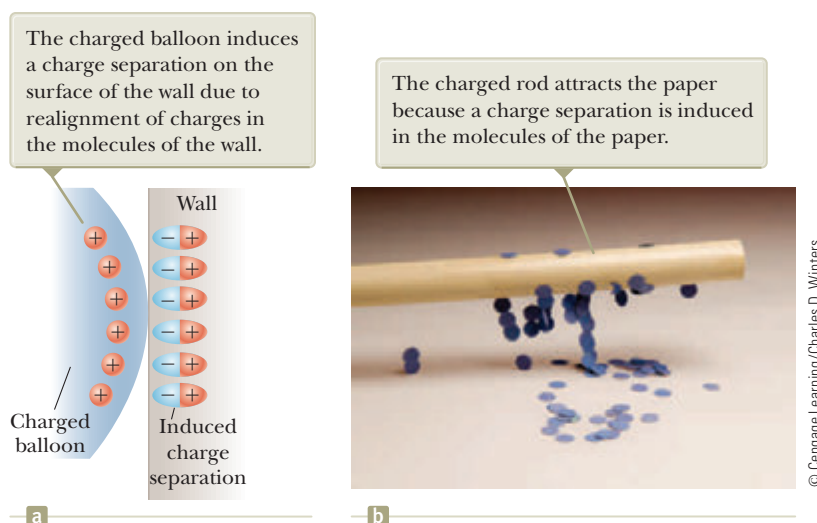 The charged balloon induces
a charge separation on the
surface of the wall due to
realignment of charges in
the molecules of the wall.
The charged rod attracts the paper
because a charge separation is induced
in the molecules of the paper.
Wall
+ − +
+ − +
+ − +
+ − +
+ − +
+ − +
Charged
balloon
Induced
charge
separation
© Cengage Learning/Charles D. Winters
a
b